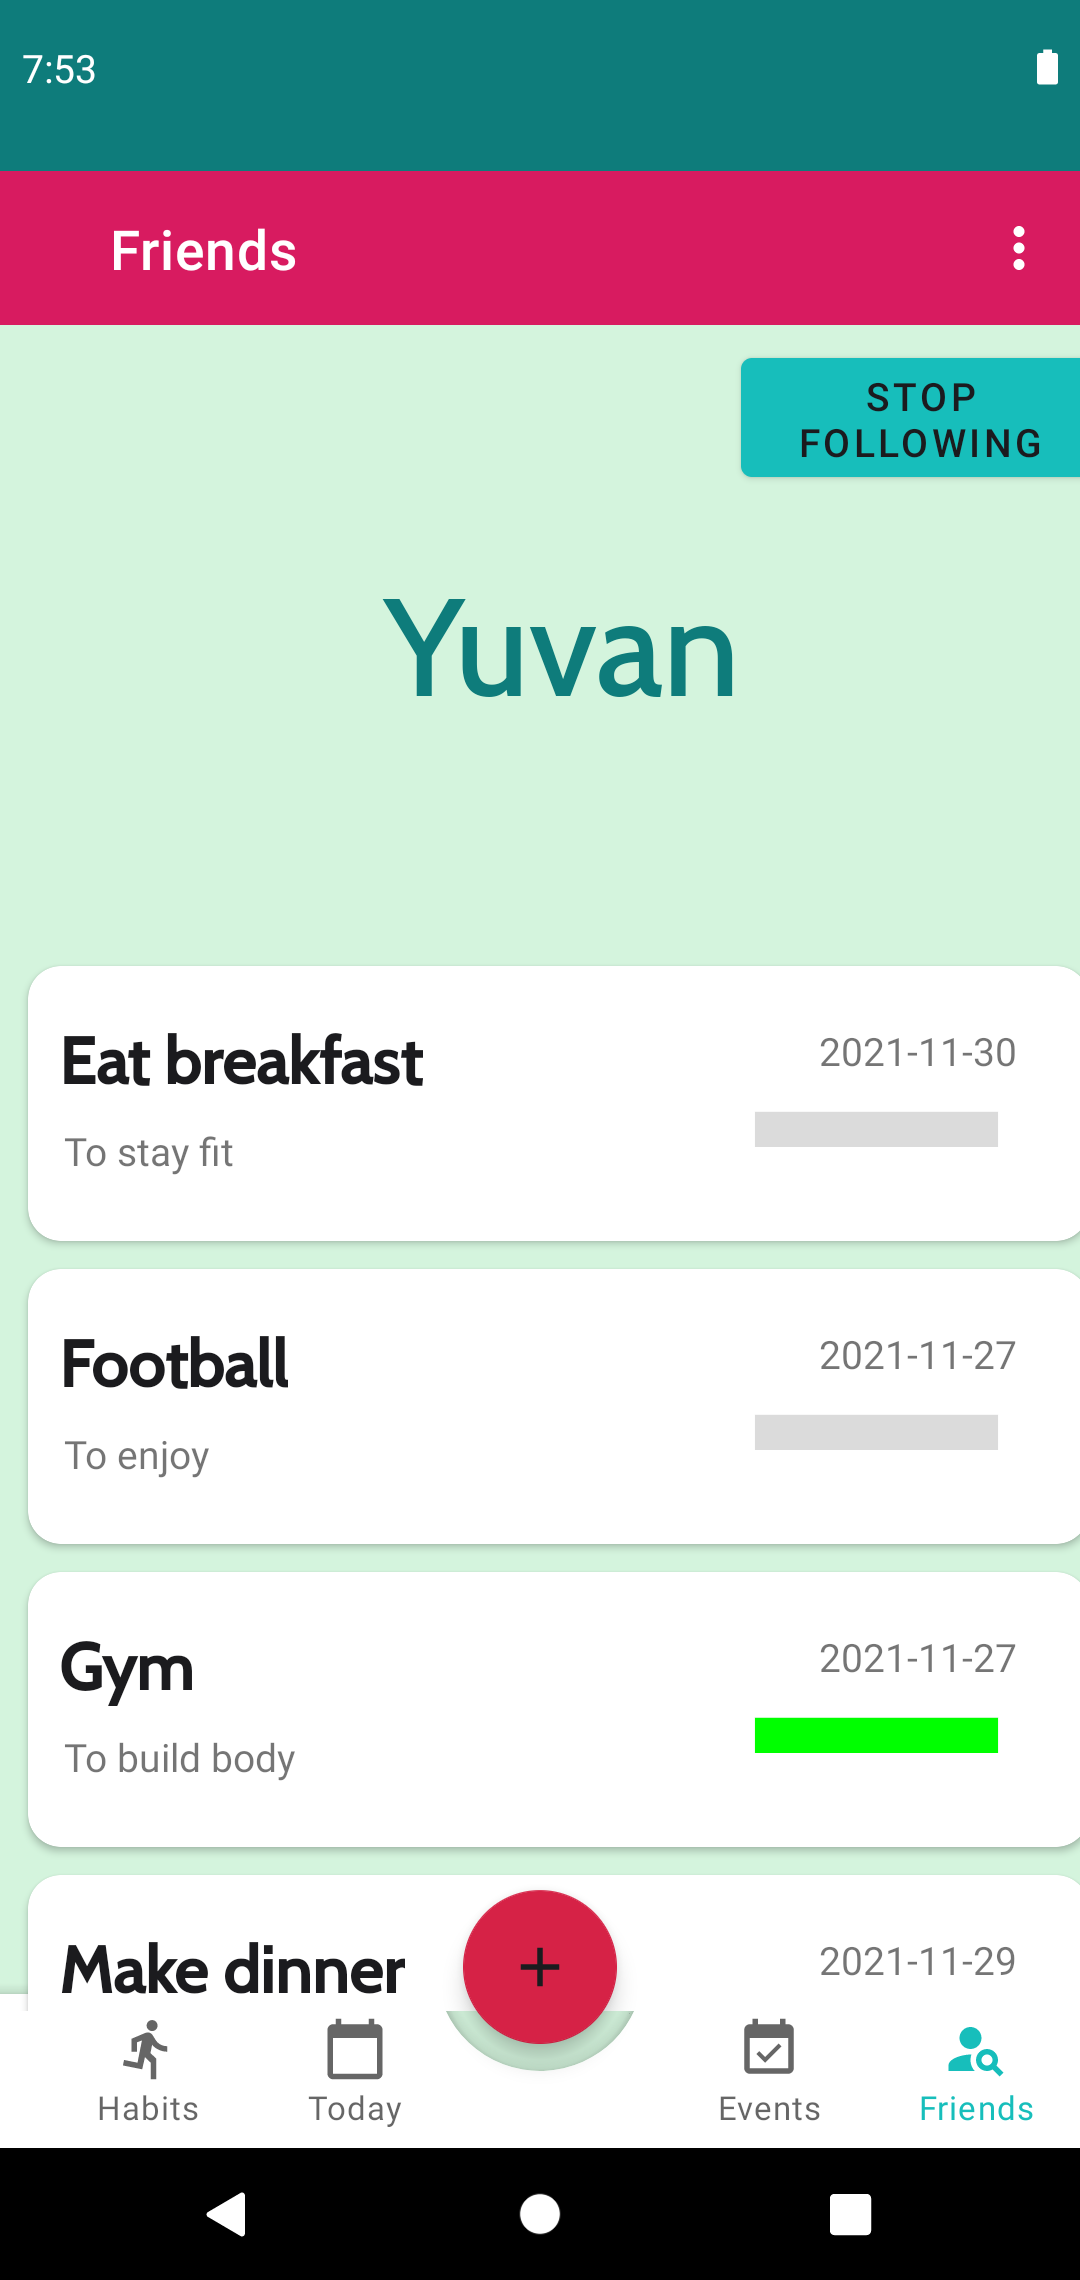 7:53
Friends
STOP
FOLLOWING
Yuvan
Eat breakfast
2021-11-30
To stay fit
Football
2021-11-27
To enjoy
Gym
2021-11-27
To build body
Make dinner
2021-11-29
Habits
Today
Events
Friends